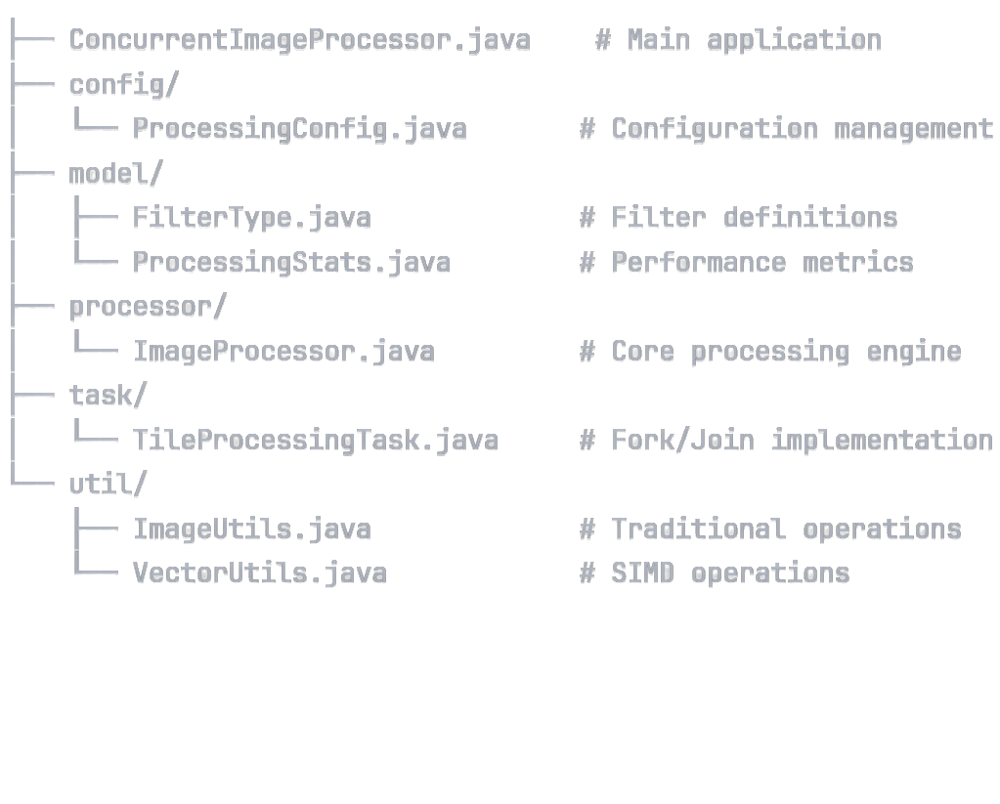 ├── ConcurrentImageProcessor.java    # Main application
├── config/
│   └── ProcessingConfig.java       # Configuration management
├── model/
│   ├── FilterType.java             # Filter definitions
│   └── ProcessingStats.java        # Performance metrics
├── processor/
│   └── ImageProcessor.java         # Core processing engine
├── task/
│   └── TileProcessingTask.java     # Fork/Join implementation
└── util/
    ├── ImageUtils.java             # Traditional operations
    └── VectorUtils.java            # SIMD operations